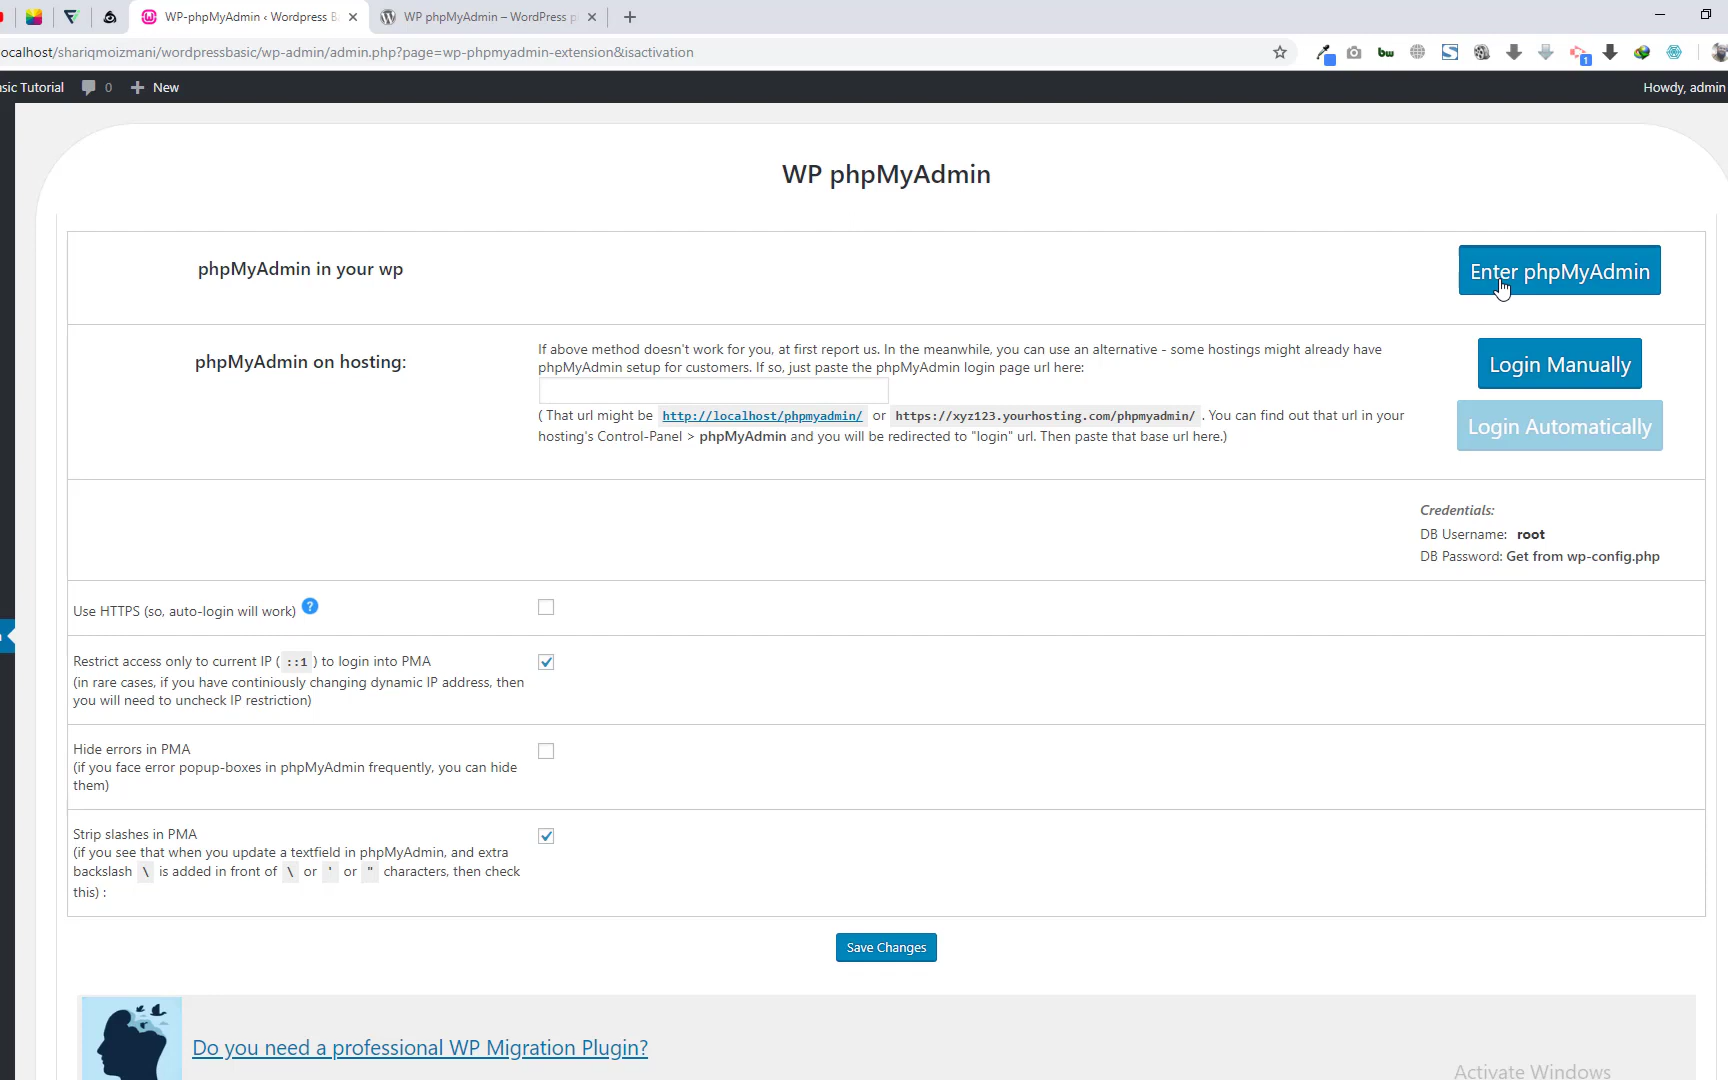 WP-phpMyAdmin ‹ Wordpress B
WP phpMyAdmin – WordPress p
ocalhost/shariqmoizmani/wordpressbasic/wp-admin/admin.php?page=wp-phpmyadmin-extension&isactivation
bw
1
sic Tutorial
0
New
Howdy, admin
WP phpMyAdmin
phpMyAdmin in your wp
Enter phpMyAdmin
phpMyAdmin on hosting:
If above method doesn't work for you, at first report us. In the meanwhile, you can use an alternative - some hostings might already have
phpMyAdmin setup for customers. If so, just paste the phpMyAdmin login page url here:
( That url might be http://localhost/phpmyadmin/ or https://xyz123.yourhosting.com/phpmyadmin/ . You can find out that url in your
hosting's Control-Panel > phpMyAdmin and you will be redirected to "login" url. Then paste that base url here.)
Login Manually
Login Automatically
Credentials:
DB Username: root
DB Password: Get from wp-config.php
Use HTTPS (so, auto-login will work) ?
Restrict access only to current IP ( ::1 ) to login into PMA
(in rare cases, if you have continiously changing dynamic IP address, then
you will need to uncheck IP restriction)
Hide errors in PMA
(if you face error popup-boxes in phpMyAdmin frequently, you can hide
them)
Strip slashes in PMA
(if you see that when you update a textfield in phpMyAdmin, and extra
backslash \ is added in front of \ or ' or " characters, then check
this) :
Save Changes
Do you need a professional WP Migration Plugin?
Activate Windows